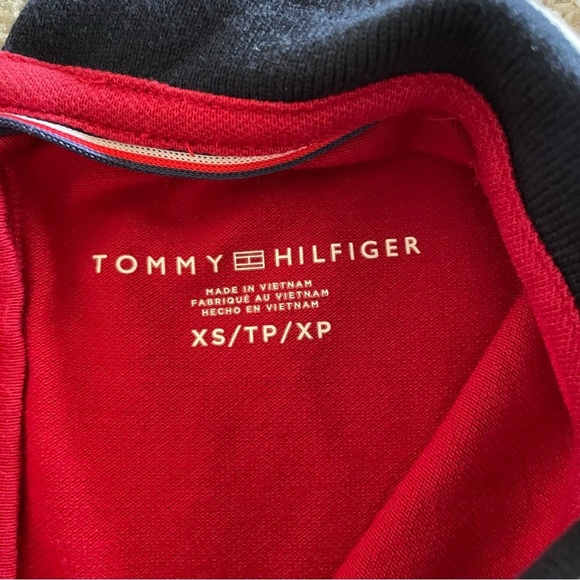 TOMMY HILFIGER
MADE IN VIETNAM
FABRIQUÉ AU VIETNAM
HECHO EN VIETNAM
XS/TP/XP